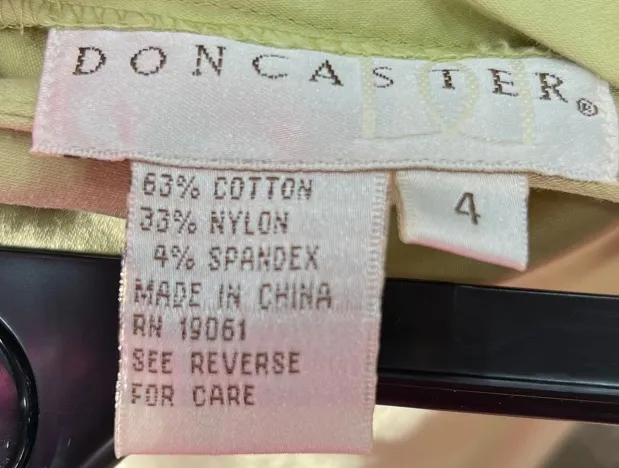 DONCASTER®
4
63% COTTON
33% NYLON
4% SPANDEX
MADE IN CHINA
RN 19061
SEE REVERSE
FOR CARE